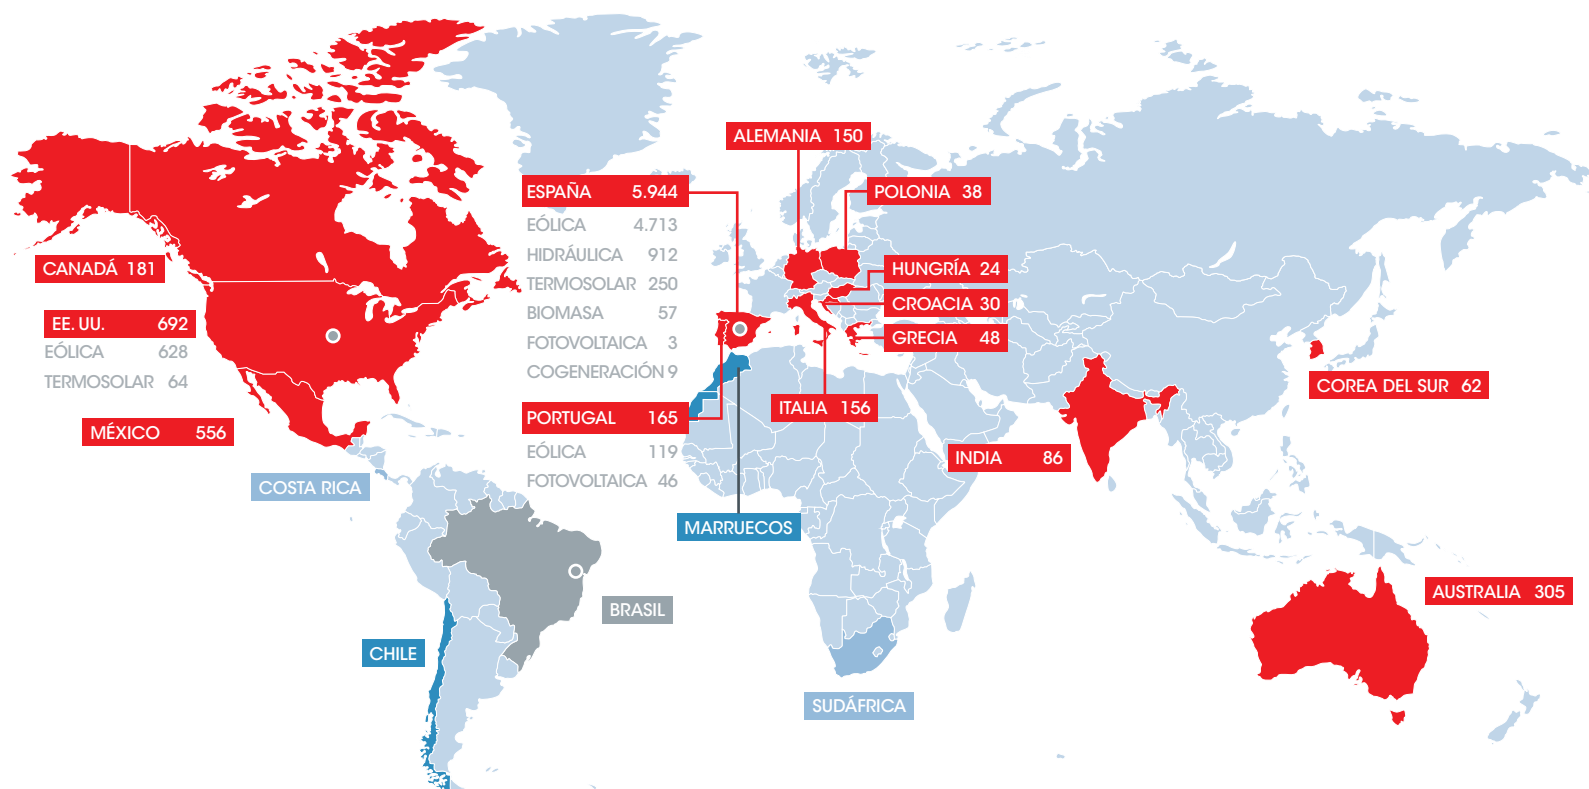 ALEMANIA 150
POLONIA 38
ESPAÑA 5.944
EÓLICA 4.713
HIDRÁULICA 912
TERMOSOLAR 250
BIOMASA 57
FOTOVOLTAICA 3
COGENERACIÓN 9
CANADÁ 181
HUNGRÍA 24
CROACIA 30
GRECIA 48
EE. UU. 692
EÓLICA 628
TERMOSOLAR 64
COREA DEL SUR 62
MÉXICO 556
PORTUGAL 165
EÓLICA 119
FOTOVOLTAICA 46
ITALIA 156
INDIA 86
COSTA RICA
MARRUECOS
AUSTRALIA 305
BRASIL
CHILE
SUDÁFRICA